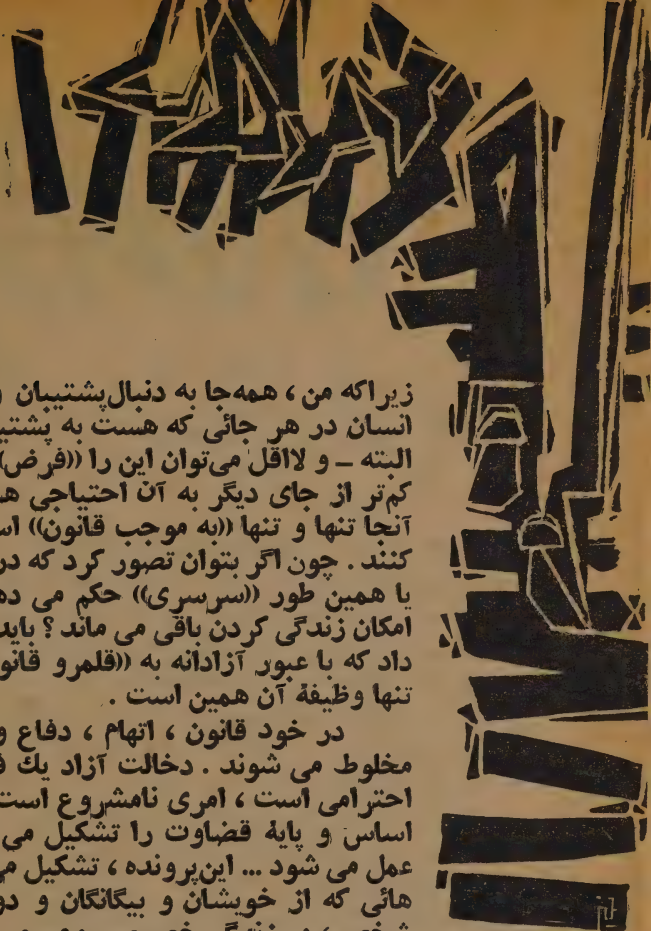 زیراکه من ، همه‌جا به دنبال‌پشتیبان
انسان در هر جائی که هست به پشتی
البته ــ و لااقل می‌توان این را ((فرض))
کم‌تر از جای دیگر به آن احتیاجی ه
آنجا تنها و تنها ((به موجب قانون)) اس
کنند . چون اگر بتوان تصور کرد که در
یا همین طور ((سرسری)) حکم می ده
امکان زندگی کردن باقی می ماند ؟ باید
داد که با عبور آزادانه به ((قلمرو قانو
تنها وظیفهٔ آن همین است .
در خود قانون ، اتهام ، دفاع و
مخلوط می شوند . دخالت آزاد یك ف
احترامی است ، امری نامشروع است
اساس و پایهٔ قضاوت را تشکیل می
عمل می شود ... این‌پرونده ، تشکیل م
هائی که از خویشان و بیگانگان و دو